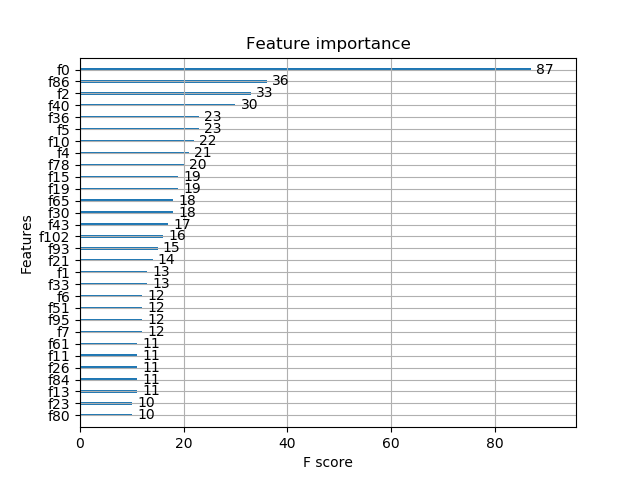 Feature importance
f0 87
f86 36
f2 33
f40 30
f36 23
f5 23
f10 22
f4 21
f78 20
f15 19
f19 19
f65 18
f30 18
f43 17
f102 16
f93 15
f21 14
f1 13
f33 13
f6 12
f51 12
f95 12
f7 12
f61 11
f11 11
f26 11
f84 11
f13 11
f23 10
f80 10
Features
0 20 40 60 80
F score